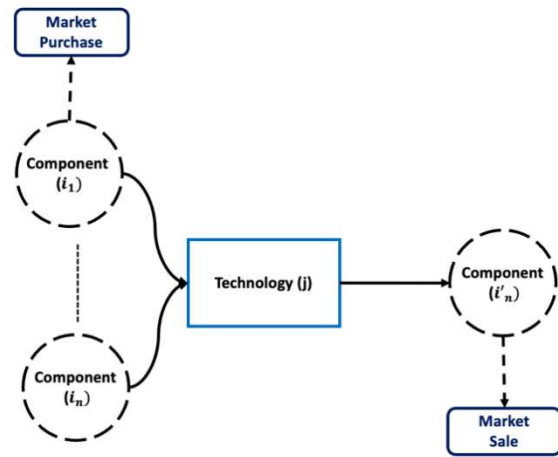 Market
Purchase
Component
(i₁)
Technology (j)
Component
(i'ₙ)
Component
(iₙ)
Market
Sale